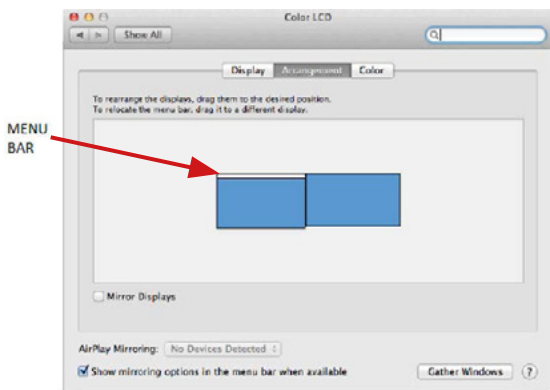 Color LCD
Show All
Display Arrangement Color
To rearrange the displays, drag them to the desired position.
To relocate the menu bar, drag it to a different display.
MENU
BAR
Mirror Displays
AirPlay Mirroring: No Devices Detected
Show mirroring options in the menu bar when available
Gather Windows ?